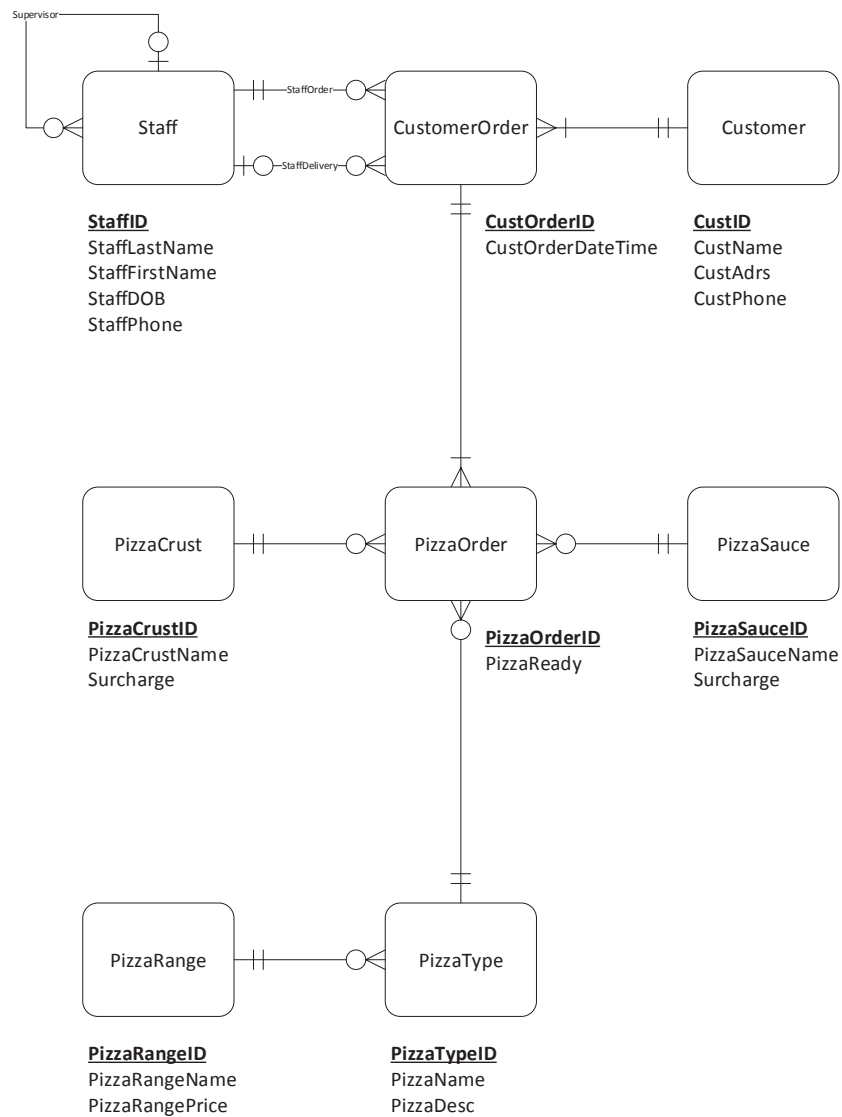 Supervisor
Staff
StaffOrder
StaffDelivery
CustomerOrder
Customer
StaffID
StaffLastName
StaffFirstName
StaffDOB
StaffPhone
CustOrderID
CustOrderDateTime
CustID
CustName
CustAdrs
CustPhone
PizzaCrust
PizzaOrder
PizzaSauce
PizzaCrustID
PizzaCrustName
Surcharge
PizzaOrderID
PizzaReady
PizzaSauceID
PizzaSauceName
Surcharge
PizzaRange
PizzaType
PizzaRangeID
PizzaRangeName
PizzaRangePrice
PizzaTypeID
PizzaName
PizzaDesc